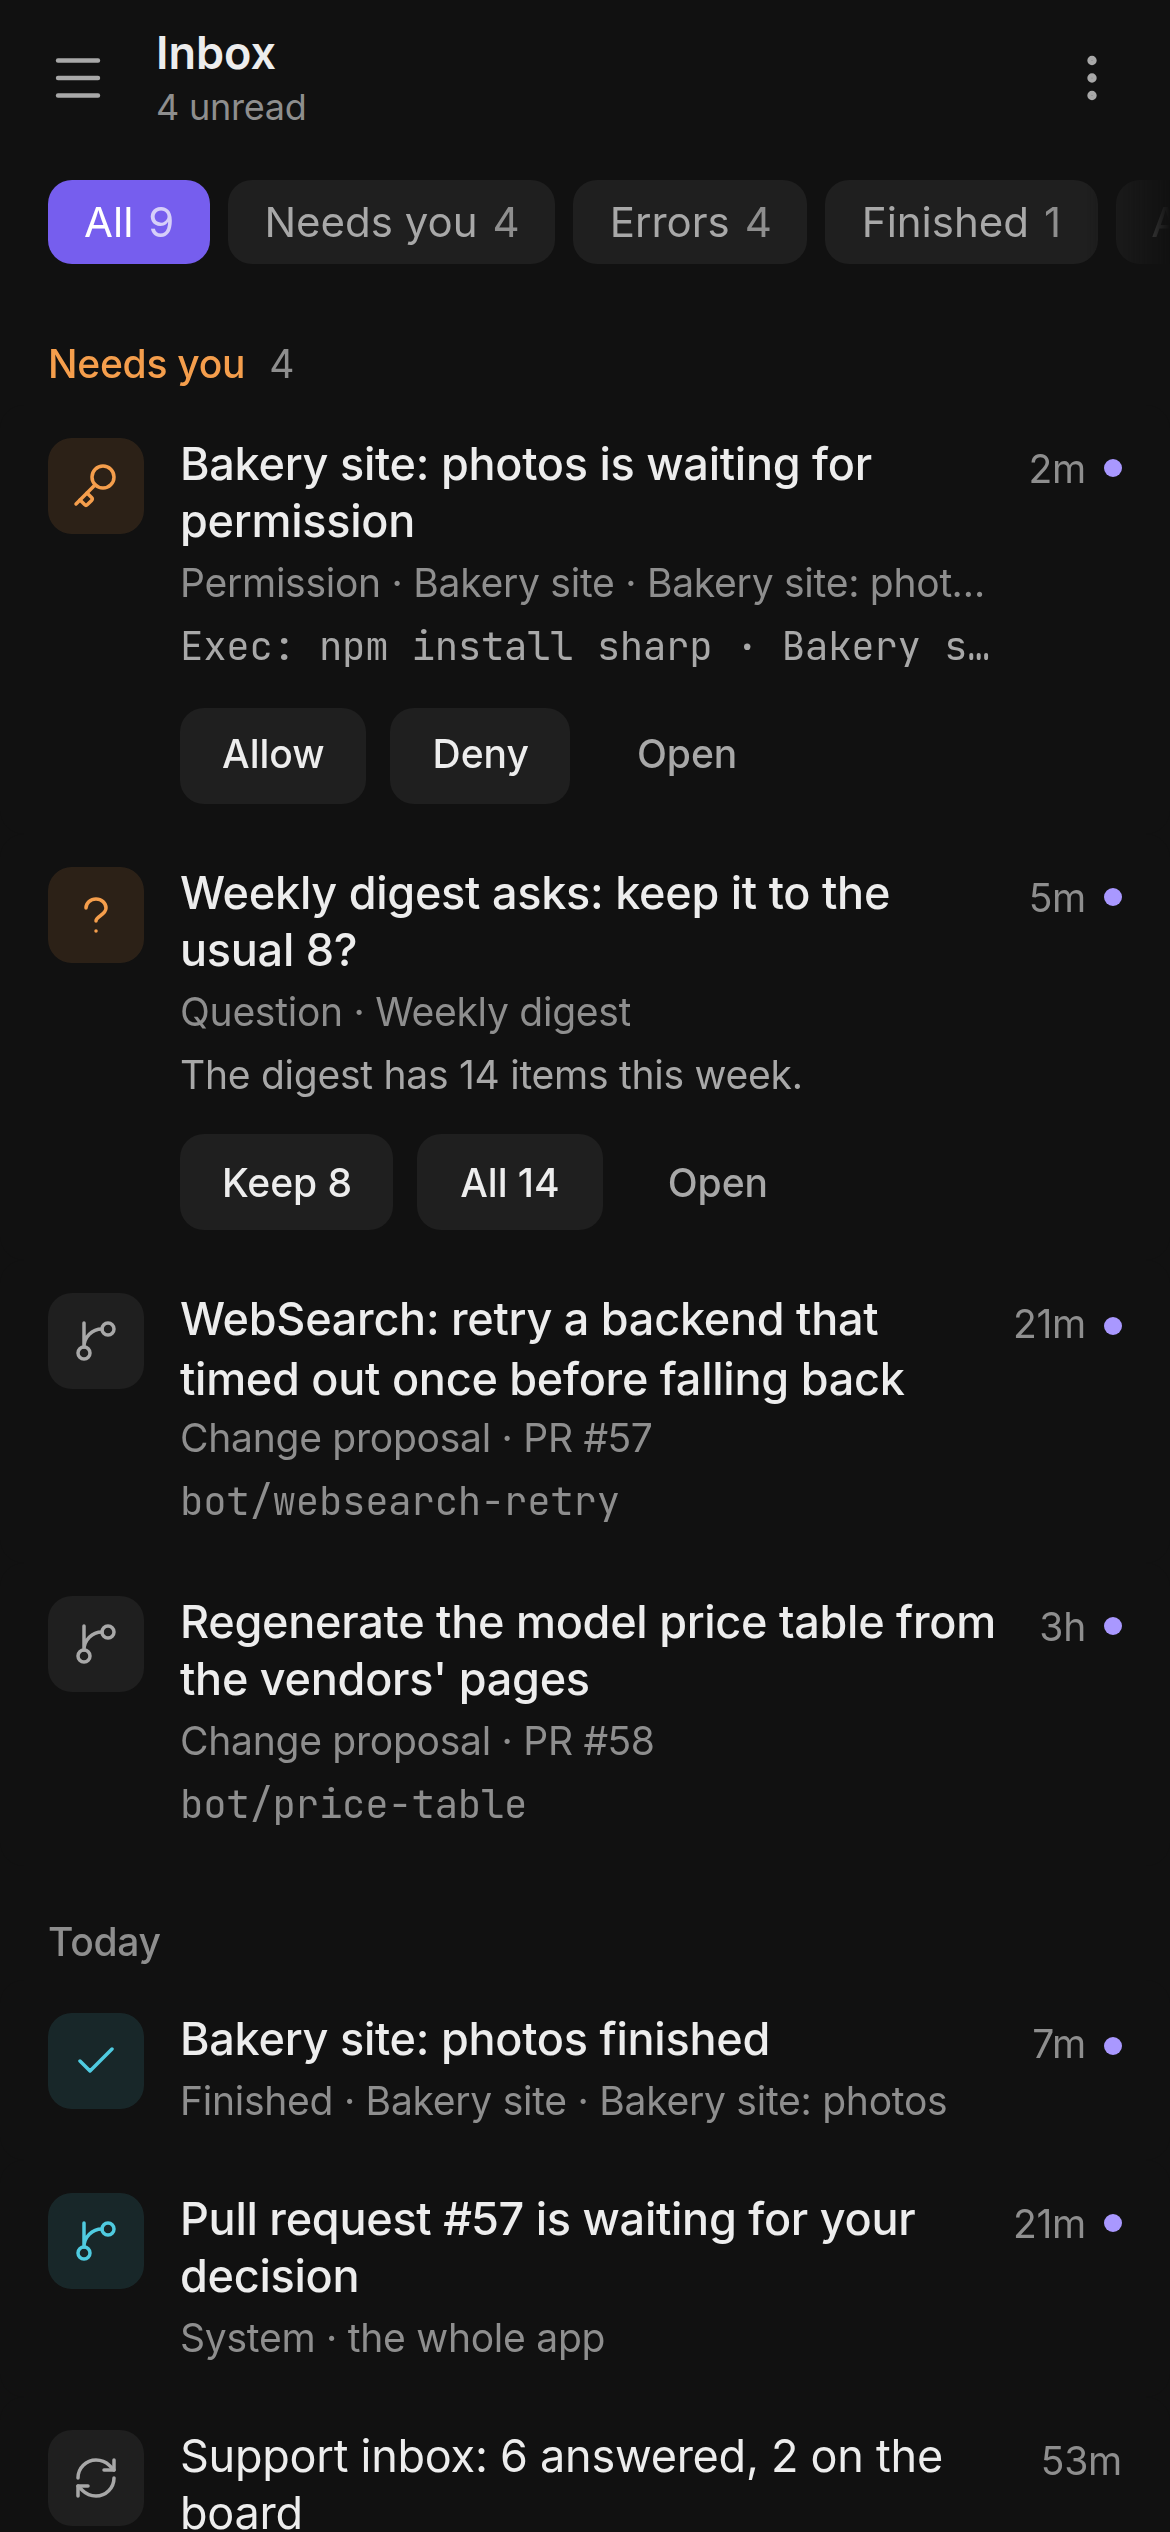 Inbox
4 unread
All 9
Needs you 4
Errors 4
Finished 1
Needs you 4
Bakery site: photos is waiting for
permission
2m
Permission · Bakery site · Bakery site: phot…
Exec: npm install sharp · Bakery s…
Allow
Deny
Open
Weekly digest asks: keep it to the
usual 8?
5m
Question · Weekly digest
The digest has 14 items this week.
Keep 8
All 14
Open
WebSearch: retry a backend that
timed out once before falling back
21m
Change proposal · PR #57
bot/websearch-retry
Regenerate the model price table from
the vendors' pages
3h
Change proposal · PR #58
bot/price-table
Today
Bakery site: photos finished
7m
Finished · Bakery site · Bakery site: photos
Pull request #57 is waiting for your
decision
21m
System · the whole app
Support inbox: 6 answered, 2 on the
board
53m